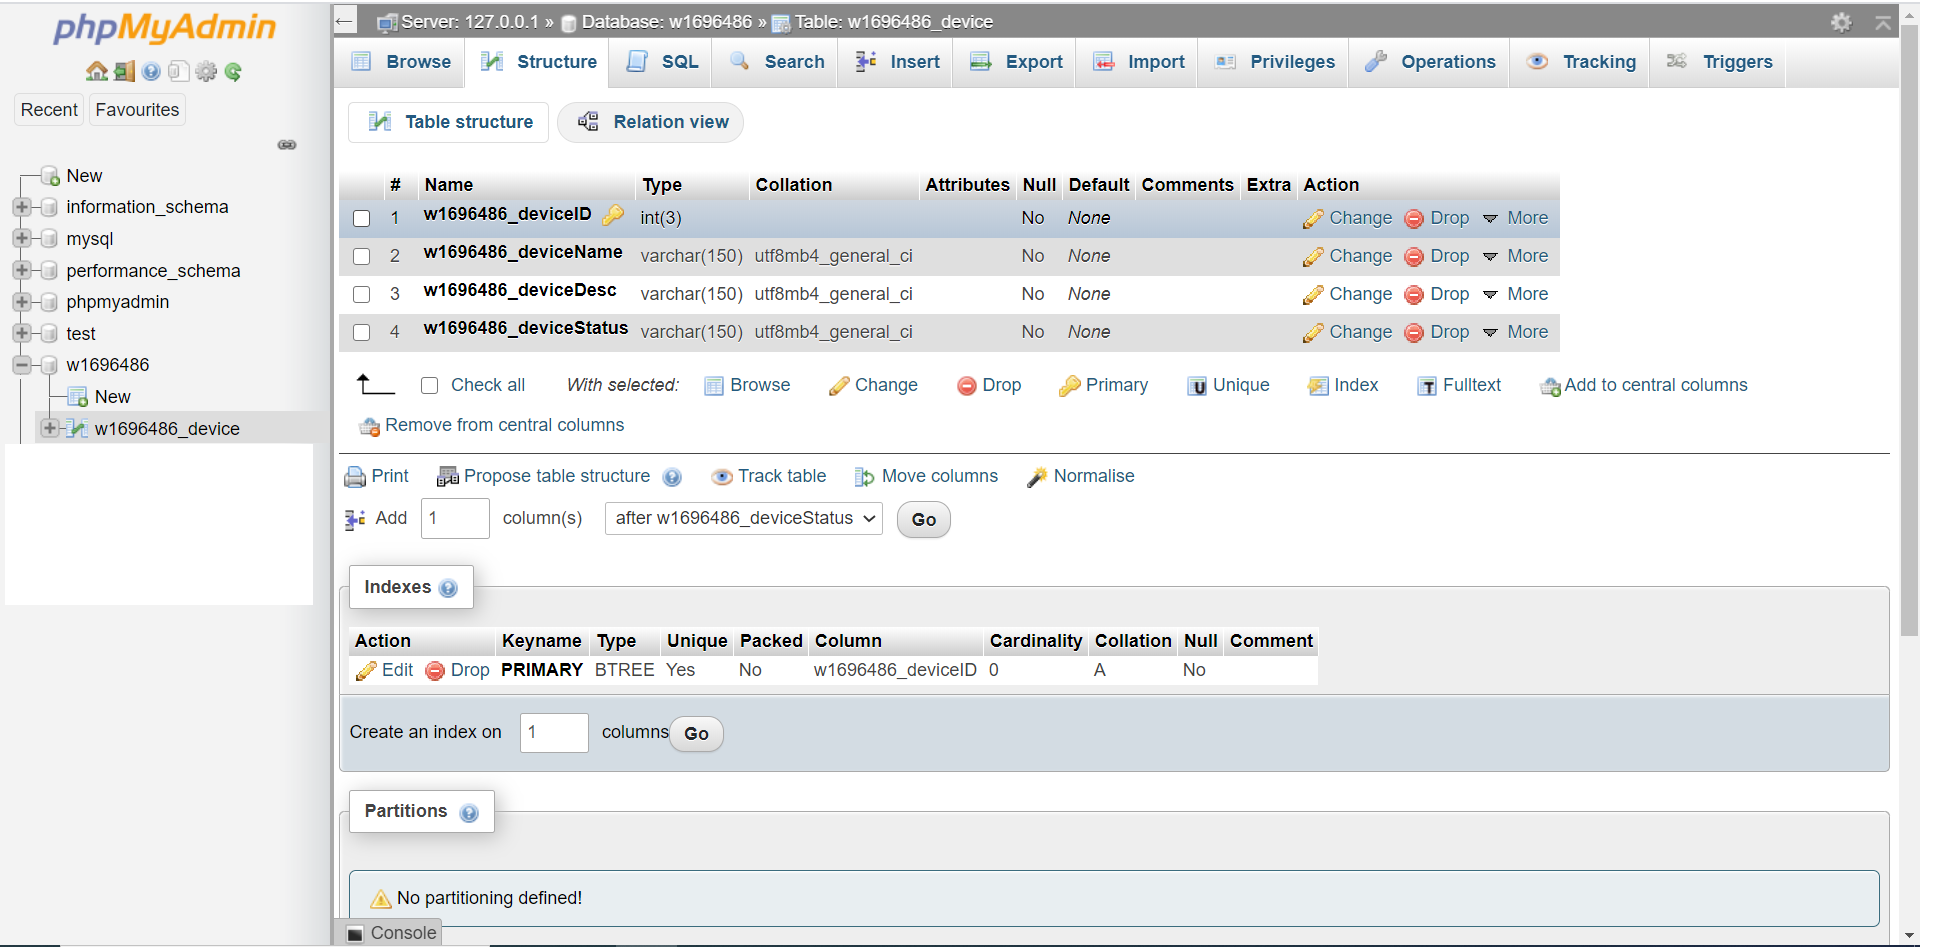 phpMyAdmin
Recent Favourites
New
information_schema
mysql
performance_schema
phpmyadmin
test
w1696486
New
w1696486_device
Server: 127.0.0.1 » Database: w1696486 » Table: w1696486_device
Browse Structure SQL Search Insert Export Import Privileges Operations Tracking Triggers
Table structure Relation view
# Name Type Collation Attributes Null Default Comments Extra Action
1 w1696486_deviceID int(3) No None Change Drop More
2 w1696486_deviceName varchar(150) utf8mb4_general_ci No None Change Drop More
3 w1696486_deviceDesc varchar(150) utf8mb4_general_ci No None Change Drop More
4 w1696486_deviceStatus varchar(150) utf8mb4_general_ci No None Change Drop More
Check all With selected: Browse Change Drop Primary Unique Index Fulltext Add to central columns
Remove from central columns
Print Propose table structure Track table Move columns Normalise
Add 1 column(s) after w1696486_deviceStatus Go
Indexes
Action Keyname Type Unique Packed Column Cardinality Collation Null Comment
Edit Drop PRIMARY BTREE Yes No w1696486_deviceID 0 A No
Create an index on 1 columns Go
Partitions
No partitioning defined!
Console